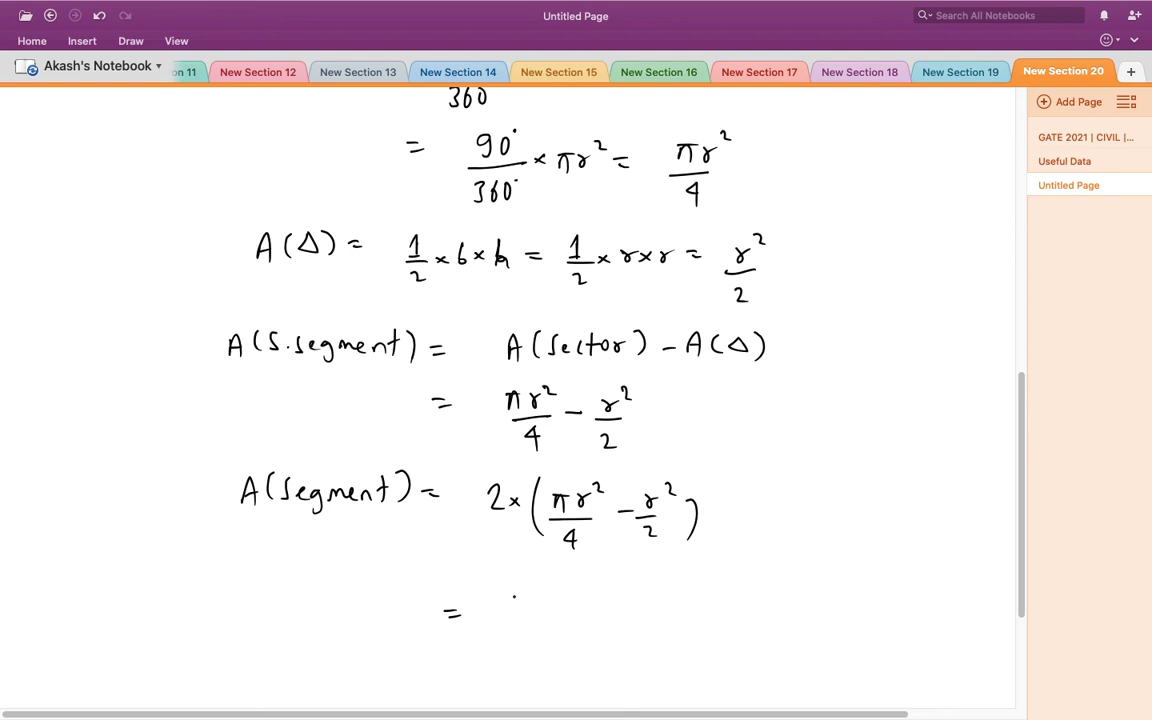 Untitled Page
Search All Notebooks
Home Insert Draw View
Akash's Notebook
on 11 New Section 12 New Section 13 New Section 14 New Section 15 New Section 16 New Section 17 New Section 18 New Section 19 New Section 20 +
Add Page
GATE 2021 | CIVIL |...
Useful Data
Untitled Page
360
= 90°/360° × πr² = πr²/4
A(Δ) = 1/2 × b × h = 1/2 × r × r = r²/2
A(S.segment) = A(sector) - A(Δ)
= πr²/4 - r²/2
A(segment) = 2 × (πr²/4 - r²/2)
=